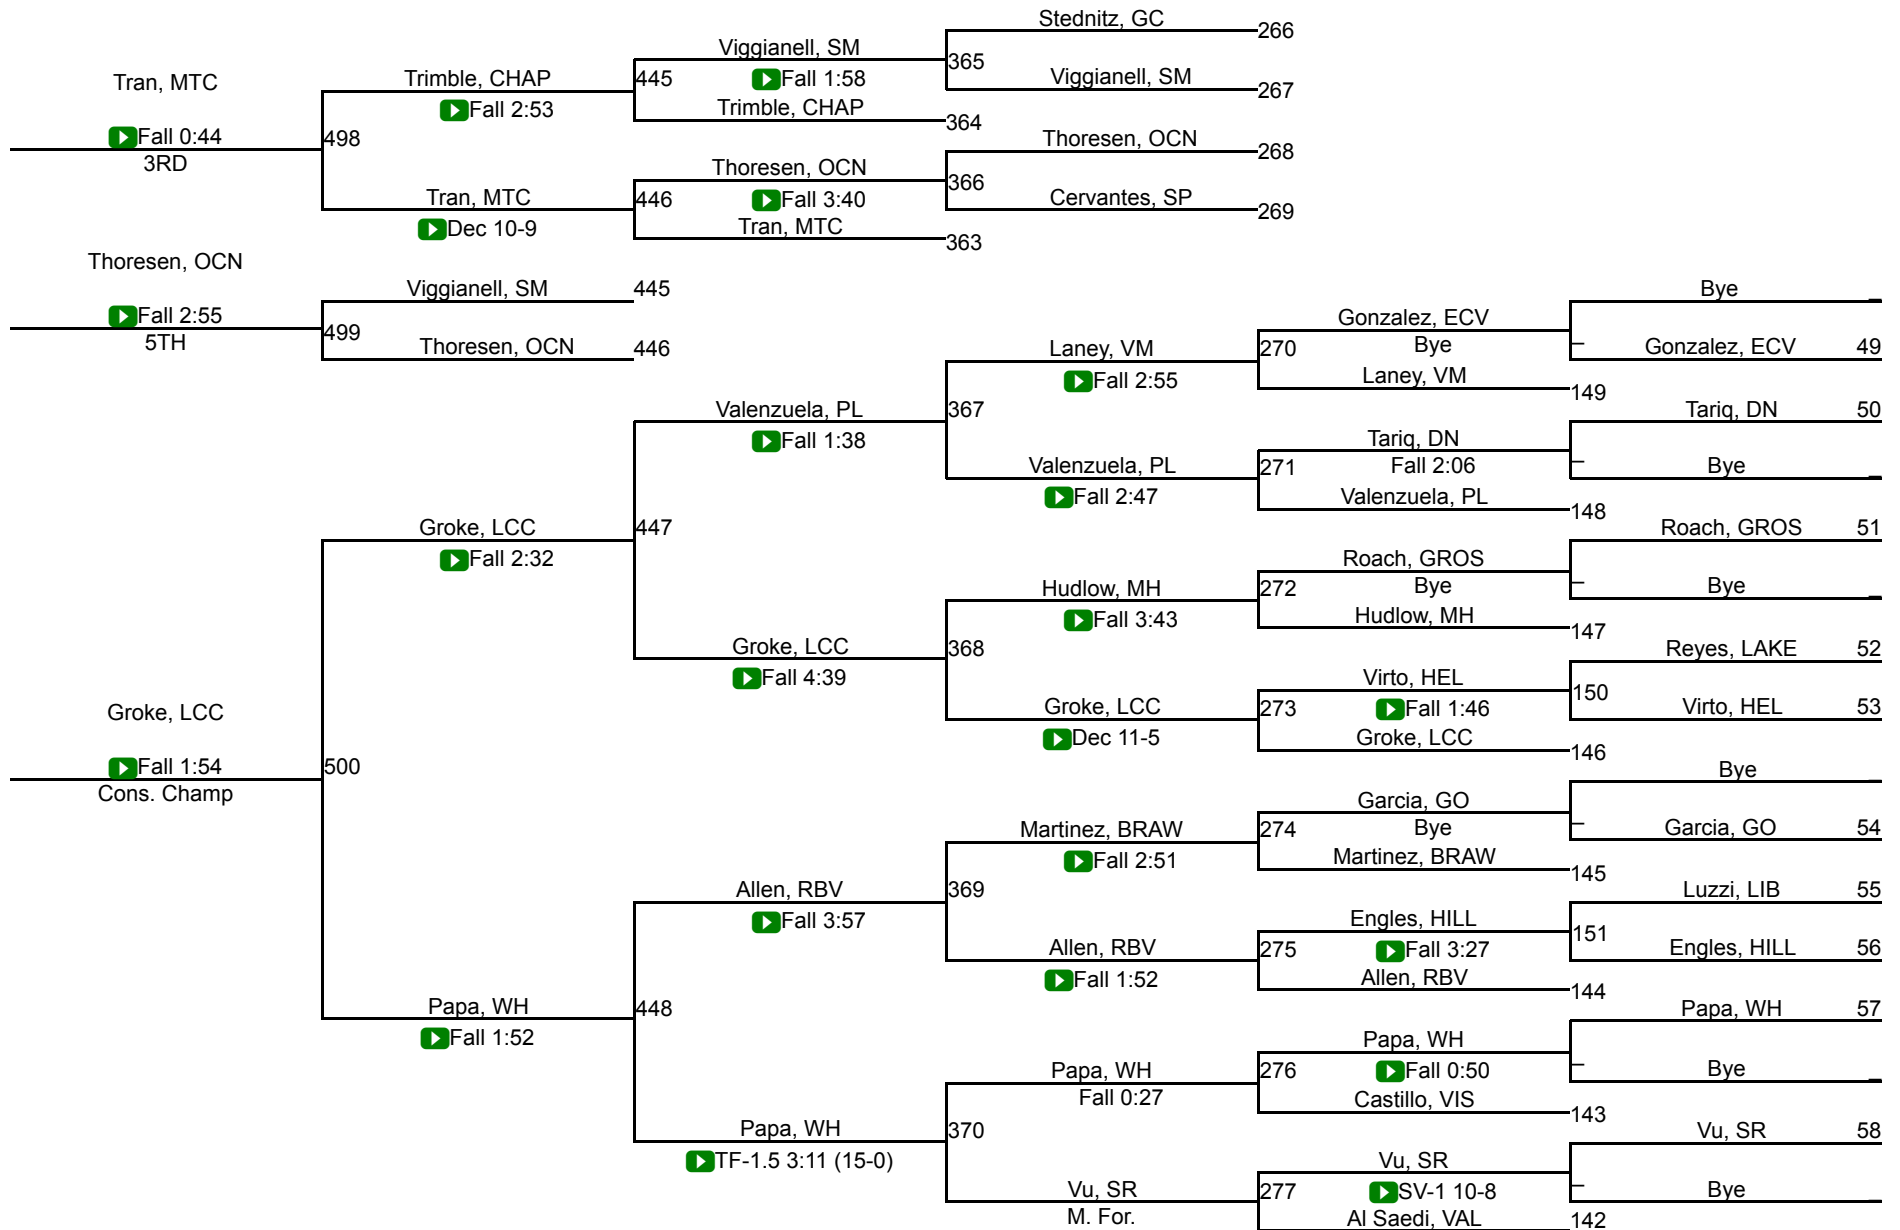 Stednitz, GC
266
Viggianell, SM
365
Tran, MTC
Trimble, CHAP
445
Fall 1:58
Viggianell, SM
267
Fall 2:53
Trimble, CHAP
364
Fall 0:44
498
Thoresen, OCN
268
3RD
Thoresen, OCN
366
Tran, MTC
446
Fall 3:40
Cervantes, SP
269
Dec 10-9
Tran, MTC
363
Thoresen, OCN
Viggianell, SM
445
Bye
Fall 2:55
499
Gonzalez, ECV
5TH
Thoresen, OCN
446
Laney, VM
270
Bye
Gonzalez, ECV
49
Fall 2:55
Laney, VM
149
Valenzuela, PL
367
Tariq, DN
50
Fall 1:38
Tariq, DN
Valenzuela, PL
271
Fall 2:06
Bye
Fall 2:47
Valenzuela, PL
148
Groke, LCC
447
Roach, GROS
51
Fall 2:32
Roach, GROS
Hudlow, MH
272
Bye
Bye
Fall 3:43
Hudlow, MH
147
Groke, LCC
368
Reyes, LAKE
52
Fall 4:39
Virto, HEL
150
Groke, LCC
Groke, LCC
273
Fall 1:46
Virto, HEL
53
Dec 11-5
Groke, LCC
146
Fall 1:54
500
Bye
Cons. Champ
Garcia, GO
Martinez, BRAW
274
Bye
Garcia, GO
54
Fall 2:51
Martinez, BRAW
145
Allen, RBV
369
Luzzi, LIB
55
Fall 3:57
Engles, HILL
151
Allen, RBV
275
Fall 3:27
Engles, HILL
56
Fall 1:52
Allen, RBV
144
Papa, WH
448
Papa, WH
57
Fall 1:52
Papa, WH
Papa, WH
276
Fall 0:50
Bye
Fall 0:27
Castillo, VIS
143
Papa, WH
370
Vu, SR
58
TF-1.5 3:11 (15-0)
Vu, SR
Vu, SR
277
SV-1 10-8
Bye
M. For.
Al Saedi, VAL
142